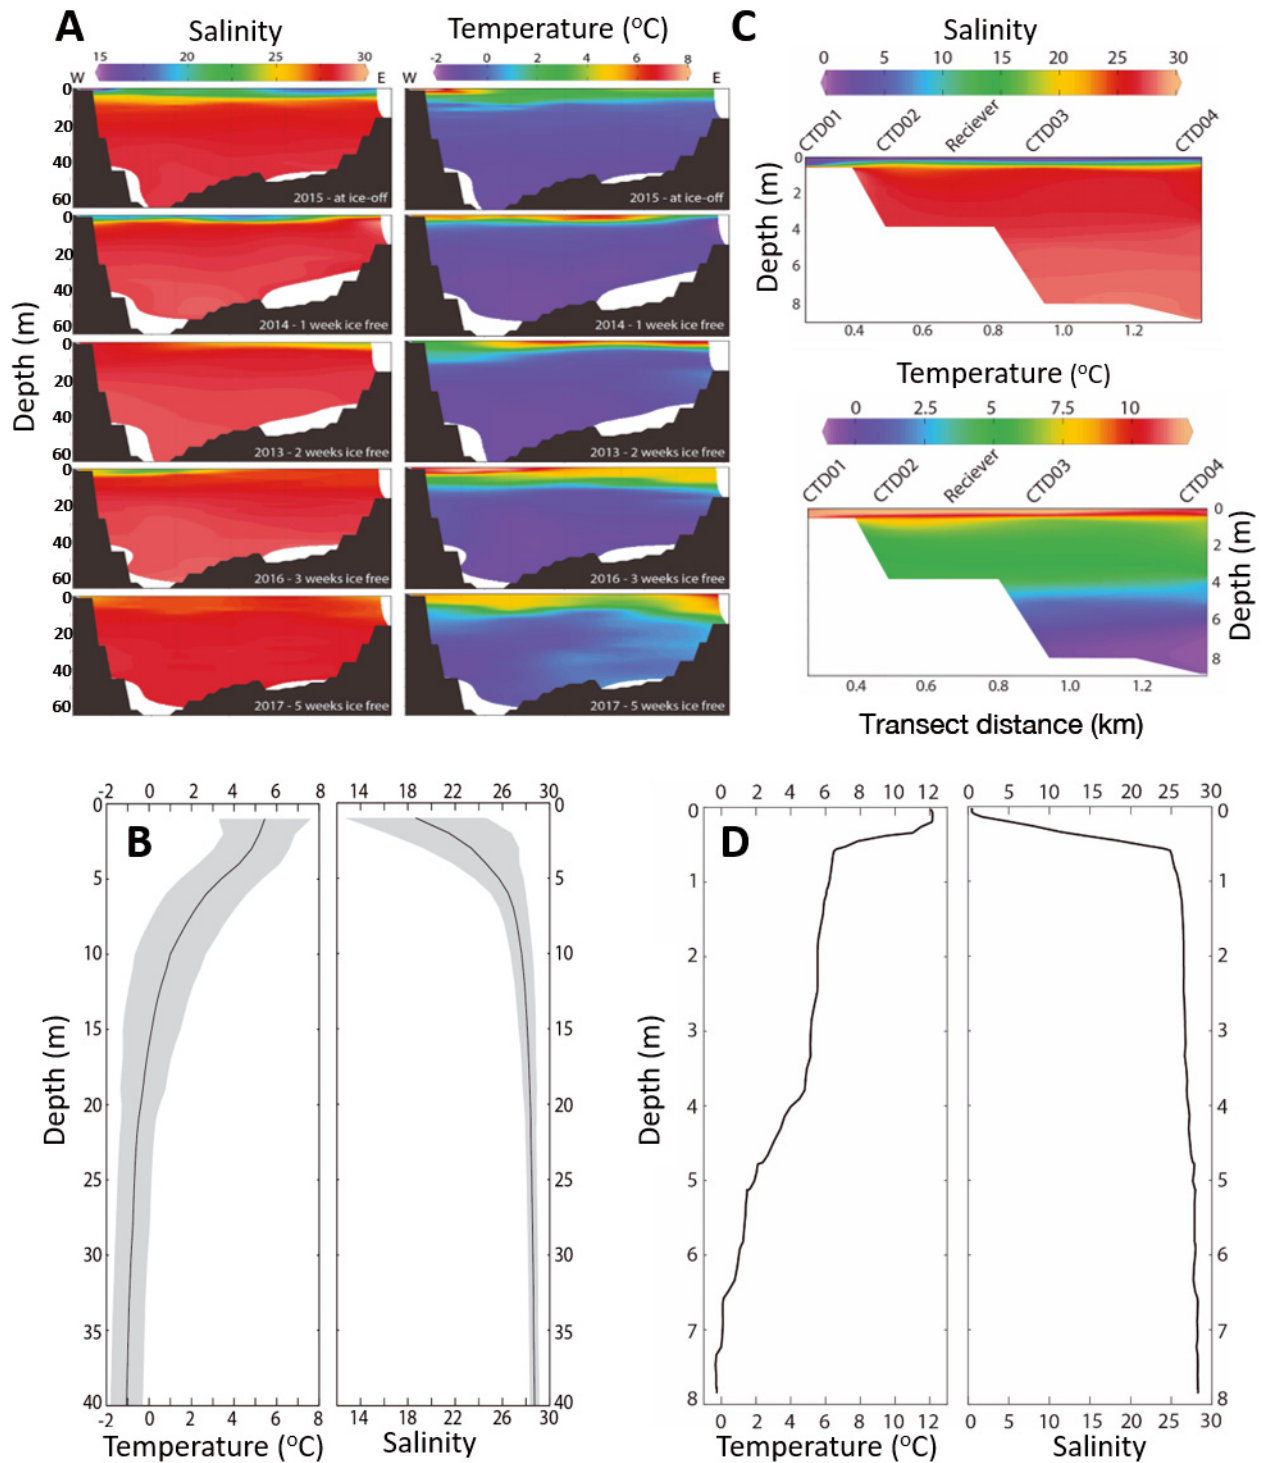 A
Salinity
Temperature (°C)
15 20 25 30
-2 0 2 4 6 8
W E
W E
Depth (m)
0
20
40
60
2015 - at ice-off
2015 - at ice-off
0
20
40
60
2014 - 1 week ice free
2014 - 1 week ice free
0
20
40
60
2013 - 2 weeks ice free
2013 - 2 weeks ice free
0
20
40
60
2016 - 3 weeks ice free
2016 - 3 weeks ice free
0
20
40
60
2017 - 5 weeks ice free
2017 - 5 weeks ice free
C
Salinity
0 5 10 15 20 25 30
CTD01 CTD02 Reciever CTD03 CTD04
Depth (m)
0
2
4
6
8
0.4 0.6 0.8 1.0 1.2
Temperature (°C)
0 2.5 5 7.5 10
CTD01 CTD02 Reciever CTD03 CTD04
0
2
4
6
8
Depth (m)
0.4 0.6 0.8 1.0 1.2
Transect distance (km)
B
-2 0 2 4 6 8
14 18 22 26 30
Depth (m)
0 0
5 5
10 10
15 15
20 20
25 25
30 30
35 35
40 40
-2 0 2 4 6 8
14 18 22 26 30
Temperature (°C)
Salinity
D
0 2 4 6 8 10 12
0 5 10 15 20 25 30
Depth (m)
0 0
1 1
2 2
3 3
4 4
5 5
6 6
7 7
8 8
0 2 4 6 8 10 12
0 5 10 15 20 25 30
Temperature (°C)
Salinity